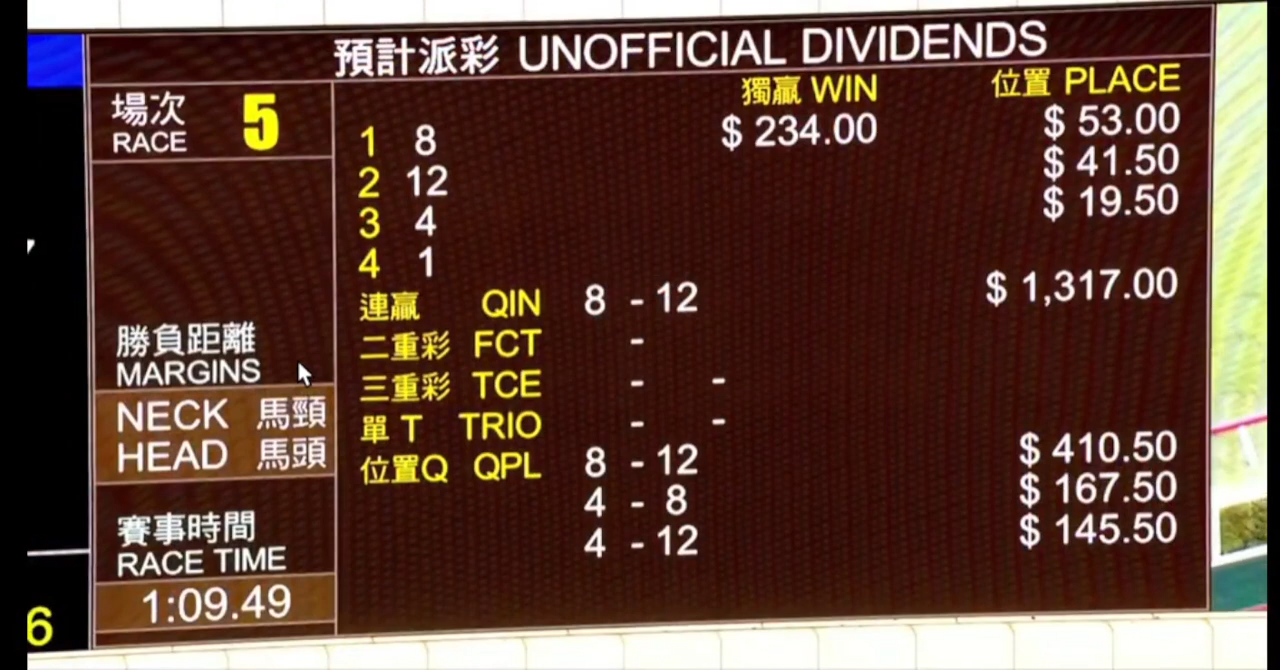 預計派彩 UNOFFICIAL DIVIDENDS
場次 5
RACE
獨贏 WIN 位置 PLACE
1 8 $ 234.00 $ 53.00
2 12 $ 41.50
3 4 $ 19.50
4 1
連贏 QIN 8 - 12 $ 1,317.00
二重彩 FCT -
三重彩 TCE - -
單 T TRIO - -
位置Q QPL 8 - 12 $ 410.50
4 - 8 $ 167.50
4 - 12 $ 145.50
勝負距離
MARGINS
NECK 馬頸
HEAD 馬頭
賽事時間
RACE TIME
1:09.49
6